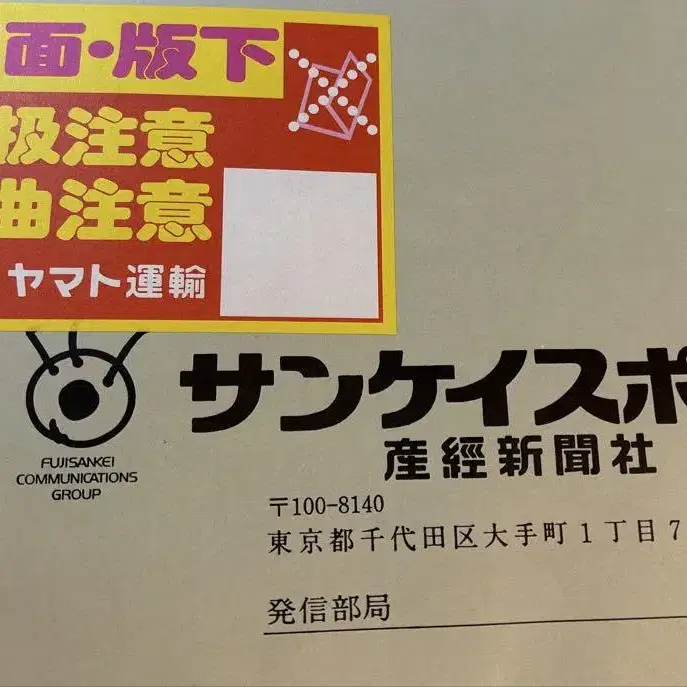 面・版下
扱注意
曲注意
ヤマト運輸
FUJISANKEI
COMMUNICATIONS
GROUP
サンケイスポ
産經新聞社
〒100-8140
東京都千代田区大手町1丁目7
発信部局